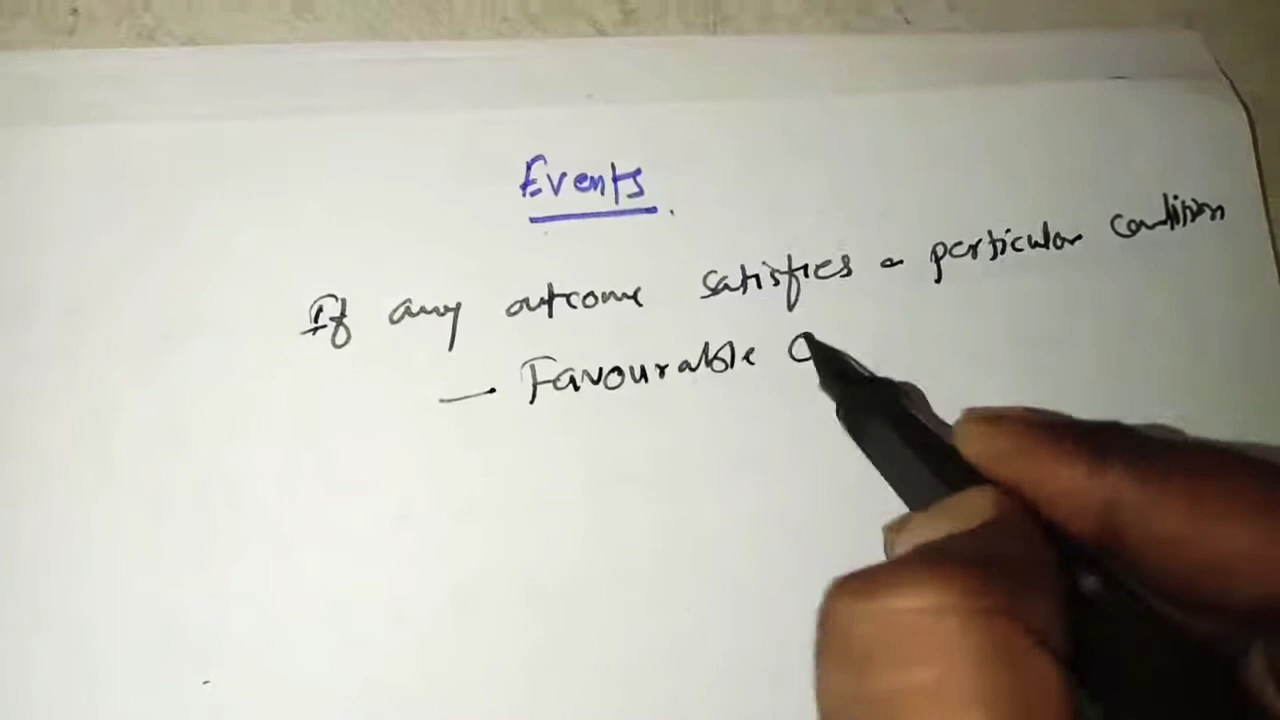 Events
If any outcome satisfies a particular condition
— Favourable